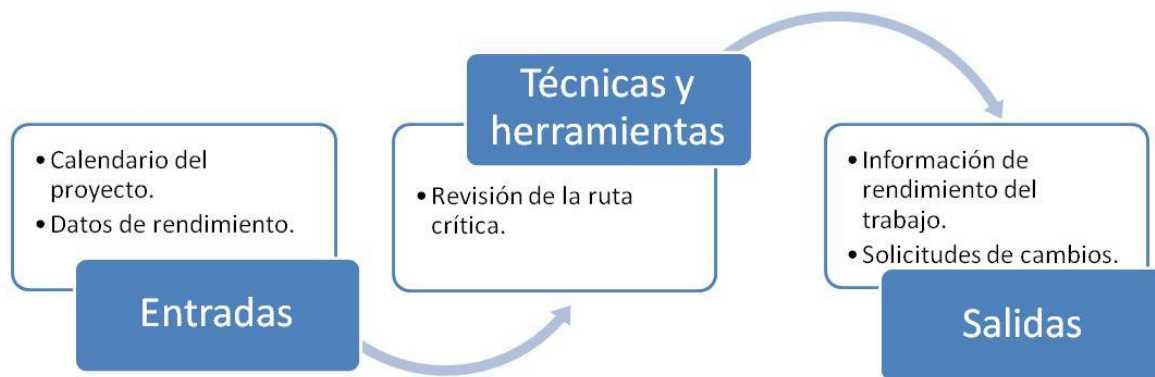 • Calendario del
proyecto.
• Datos de rendimiento.
Entradas
Técnicas y
herramientas
• Revisión de la ruta
crítica.
• Información de
rendimiento del
trabajo.
• Solicitudes de cambios.
Salidas